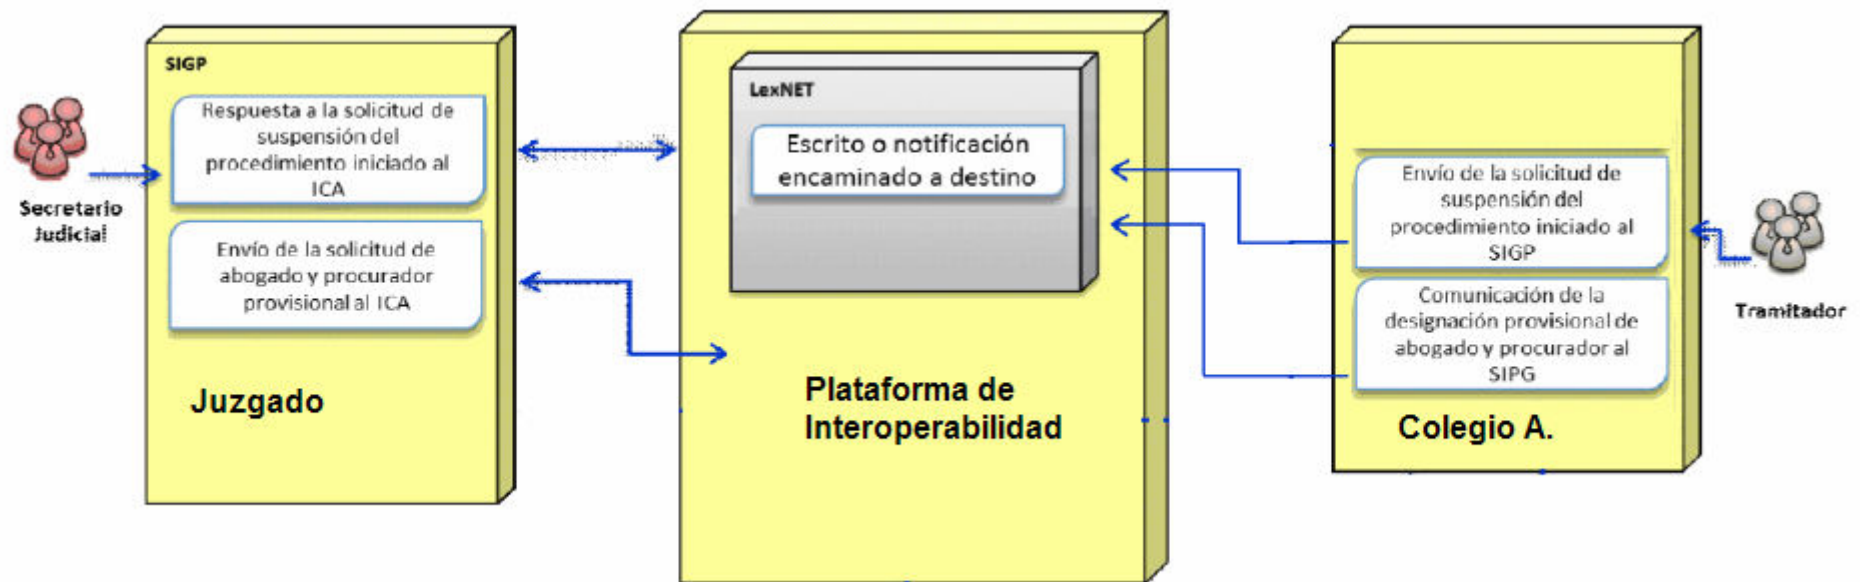 SIGP
Respuesta a la solicitud de
suspensión del
procedimiento iniciado al
ICA
Envío de la solicitud de
abogado y procurador
provisional al ICA
Juzgado
Secretario
Judicial
LexNET
Escrito o notificación
encaminado a destino
Plataforma de
Interoperabilidad
Envío de la solicitud de
suspensión del
procedimiento iniciado al
SIGP
Comunicación de la
designación provisional de
abogado y procurador al
SIPG
Colegio A.
Tramitador